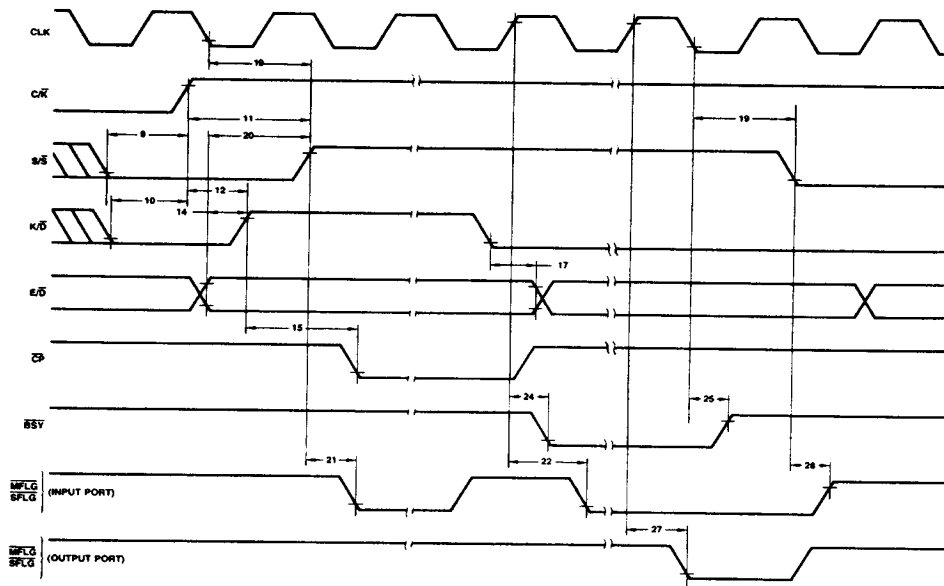 CLK
19
C/K̅
11
9
20
19
S/S̅
12
10
14
K/D̅
17
E/D̅
15
C̅P̅
24
25
B̅S̅Y̅
21
22
26
M̅F̅L̅G̅
S̅F̅L̅G̅ (INPUT PORT)
27
M̅F̅L̅G̅
S̅F̅L̅G̅ (OUTPUT PORT)